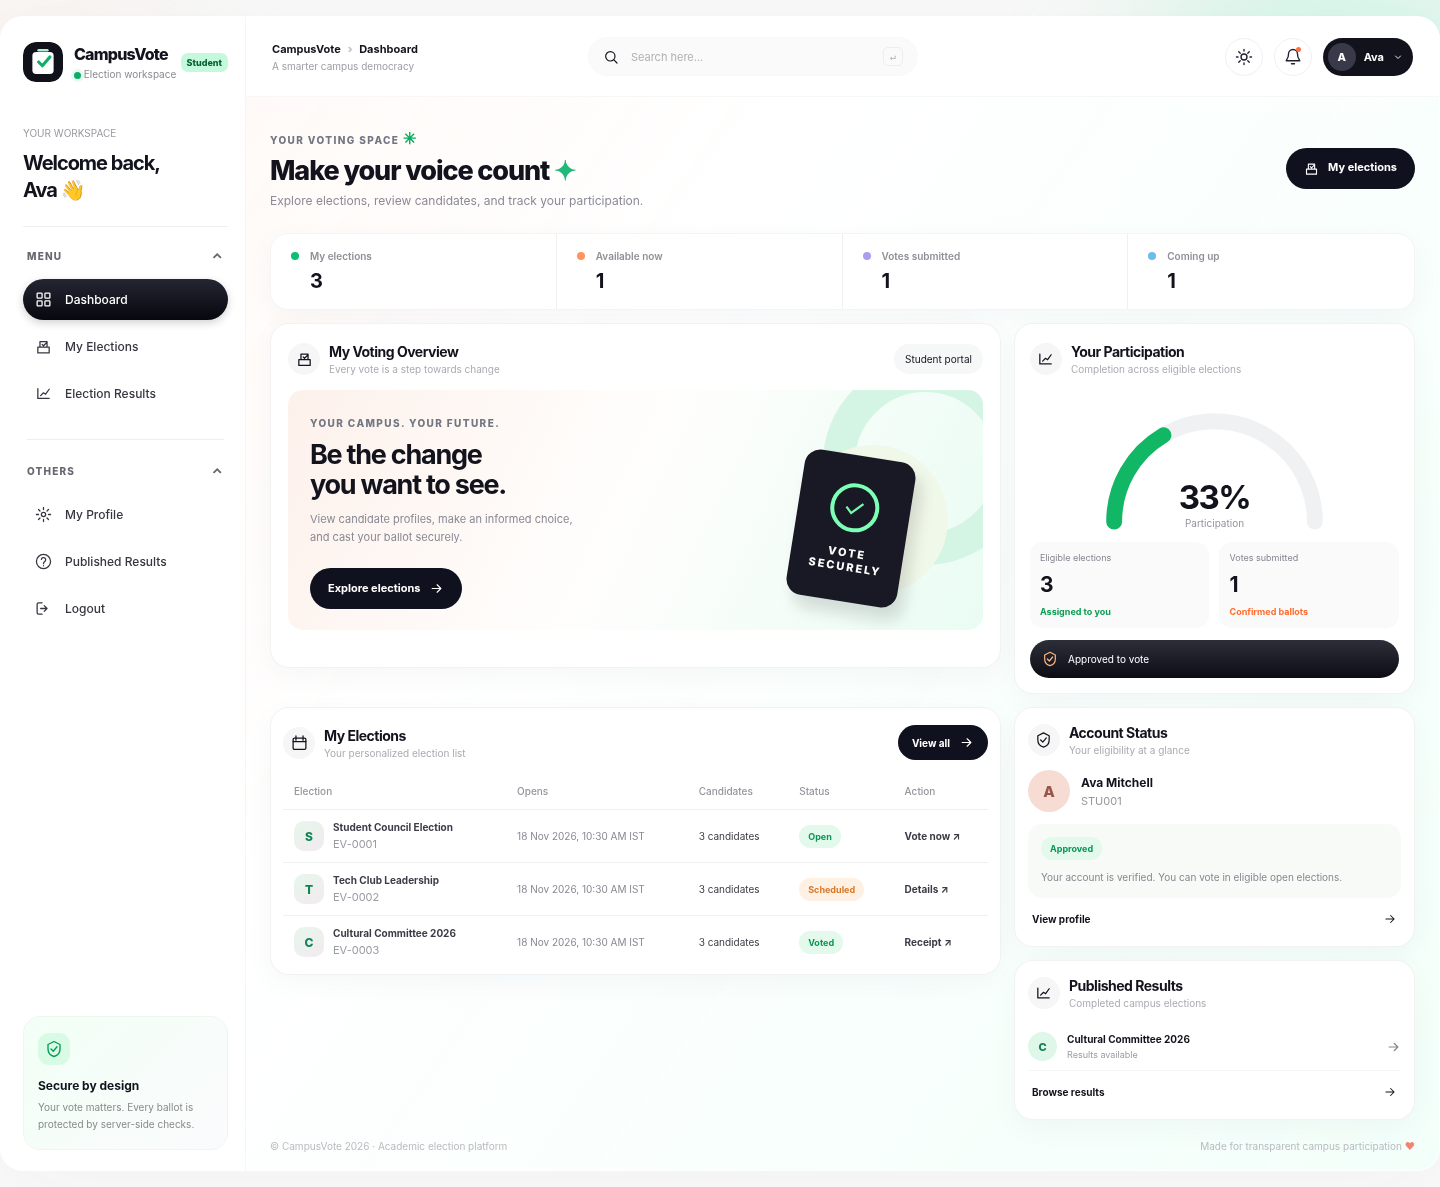 CampusVote
Election workspace
Student
YOUR WORKSPACE
Welcome back,
Ava 👋
MENU
Dashboard
My Elections
Election Results
OTHERS
My Profile
Published Results
Logout
Secure by design
Your vote matters. Every ballot is
protected by server-side checks.
CampusVote › Dashboard
A smarter campus democracy
Search here...
↵
A Ava
YOUR VOTING SPACE ✳
Make your voice count ✦
Explore elections, review candidates, and track your participation.
My elections
My elections
3
Available now
1
Votes submitted
1
Coming up
1
My Voting Overview
Every vote is a step towards change
Student portal
YOUR CAMPUS. YOUR FUTURE.
Be the change
you want to see.
View candidate profiles, make an informed choice,
and cast your ballot securely.
Explore elections →
VOTE
SECURELY
Your Participation
Completion across eligible elections
33%
Participation
Eligible elections
3
Assigned to you
Votes submitted
1
Confirmed ballots
Approved to vote
My Elections
Your personalized election list
View all →
Election Opens Candidates Status Action
S Student Council Election
EV-0001
18 Nov 2026, 10:30 AM IST 3 candidates Open Vote now ↗
T Tech Club Leadership
EV-0002
18 Nov 2026, 10:30 AM IST 3 candidates Scheduled Details ↗
C Cultural Committee 2026
EV-0003
18 Nov 2026, 10:30 AM IST 3 candidates Voted Receipt ↗
Account Status
Your eligibility at a glance
A Ava Mitchell
STU001
Approved
Your account is verified. You can vote in eligible open elections.
View profile →
Published Results
Completed campus elections
C Cultural Committee 2026 →
Results available
Browse results →
© CampusVote 2026 · Academic election platform
Made for transparent campus participation ♥